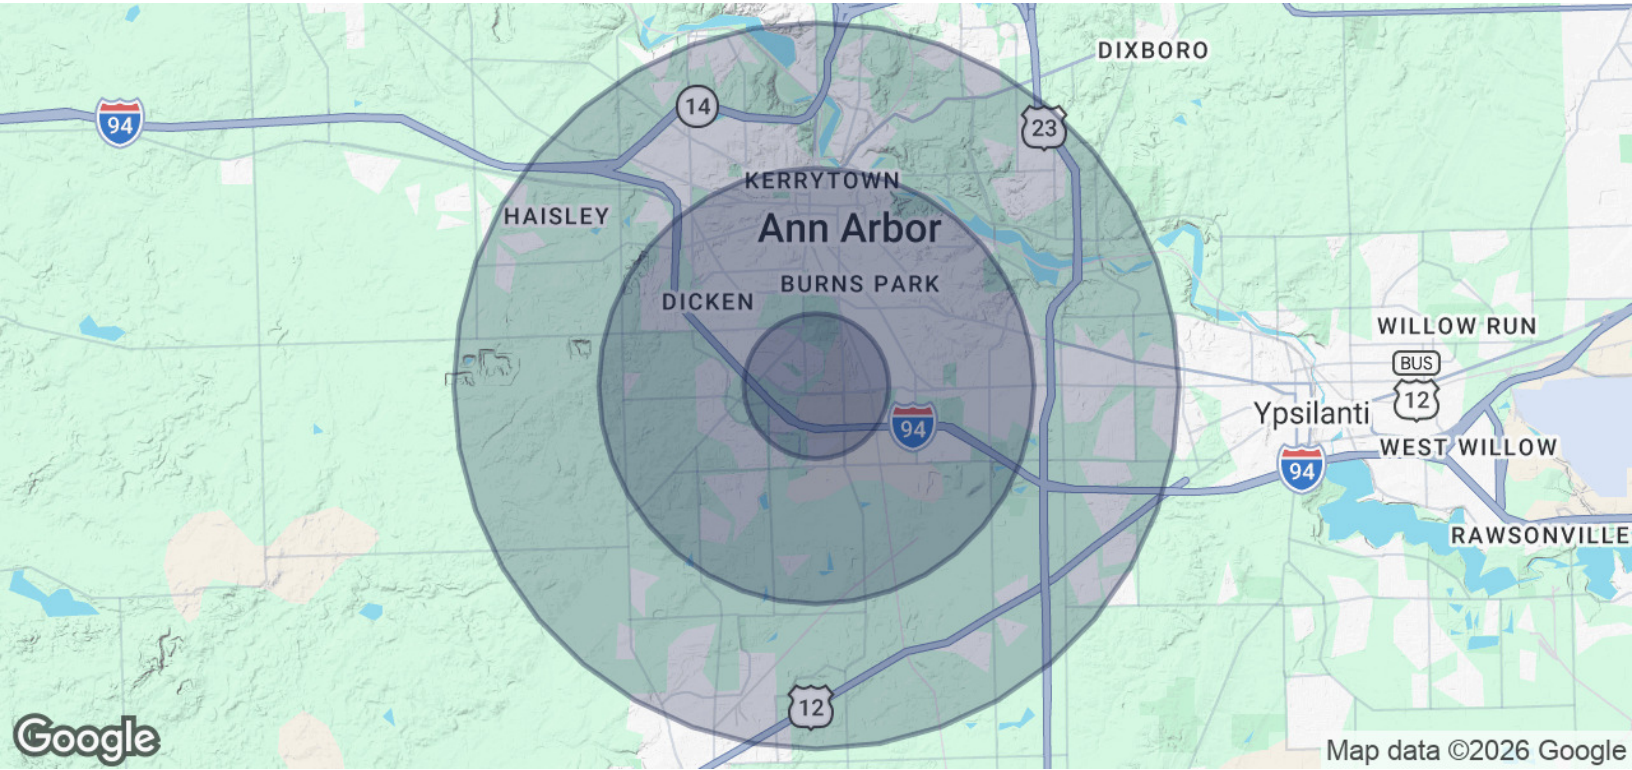 DIXBORO
94
14
23
KERRYTOWN
HAISLEY
Ann Arbor
BURNS PARK
DICKEN
WILLOW RUN
BUS
12
Ypsilanti
94
WEST WILLOW
94
RAWSONVILLE
12
Google
Map data ©2026 Google